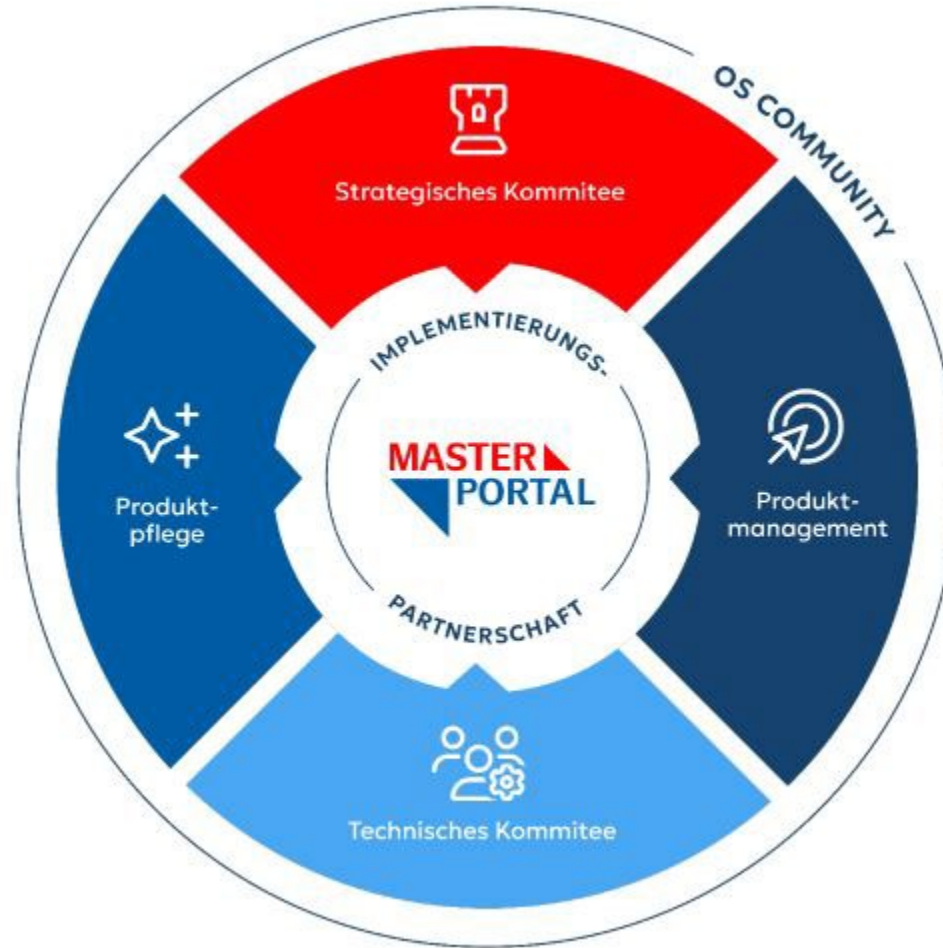 OS COMMUNITY
Strategisches Kommitee
IMPLEMENTIERUNGS-
MASTER
PORTAL
Produkt-
pflege
Produkt-
management
PARTNERSCHAFT
Technisches Kommitee